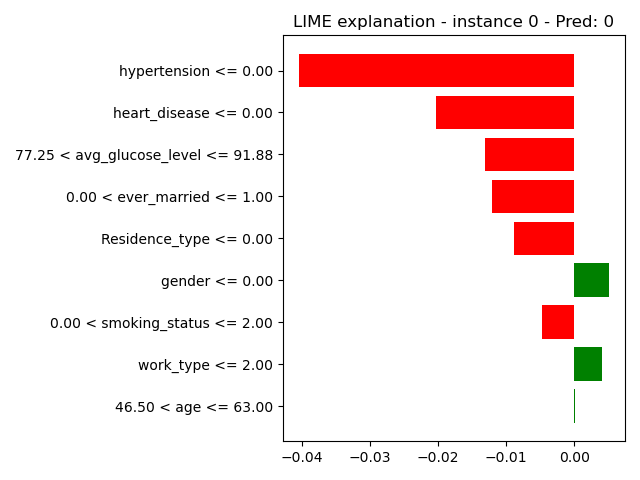 LIME explanation - instance 0 - Pred: 0
hypertension <= 0.00
heart_disease <= 0.00
77.25 < avg_glucose_level <= 91.88
0.00 < ever_married <= 1.00
Residence_type <= 0.00
gender <= 0.00
0.00 < smoking_status <= 2.00
work_type <= 2.00
46.50 < age <= 63.00
−0.04 −0.03 −0.02 −0.01 0.00